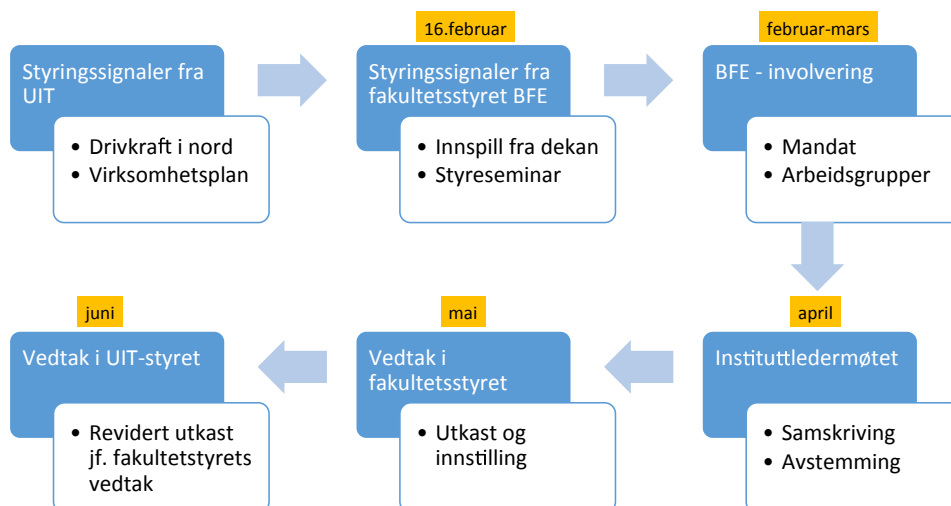 Styringssignaler fra
UIT
• Drivkraft i nord
• Virksomhetsplan
16.februar
Styringssignaler fra
fakultetsstyret BFE
• Innspill fra dekan
• Styreseminar
februar-mars
BFE - involvering
• Mandat
• Arbeidsgrupper
april
Instituttledermøtet
• Samskriving
• Avstemming
mai
Vedtak i
fakultetsstyret
• Utkast og
innstilling
juni
Vedtak i UIT-styret
• Revidert utkast
jf. fakultetstyrets
vedtak